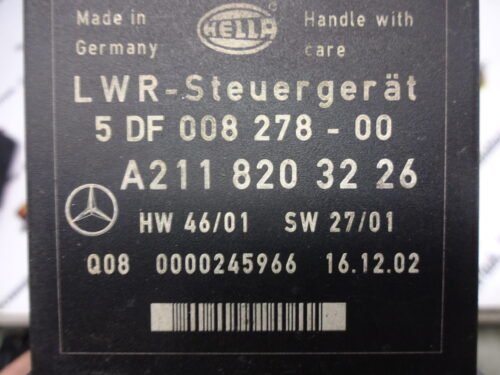 Made in
Germany
HELLA
Handle with
care
LWR-Steuergerät
5 DF 008 278 - 00
A211 820 32 26
HW 46/01 SW 27/01
Q08 0000245966 16.12.02